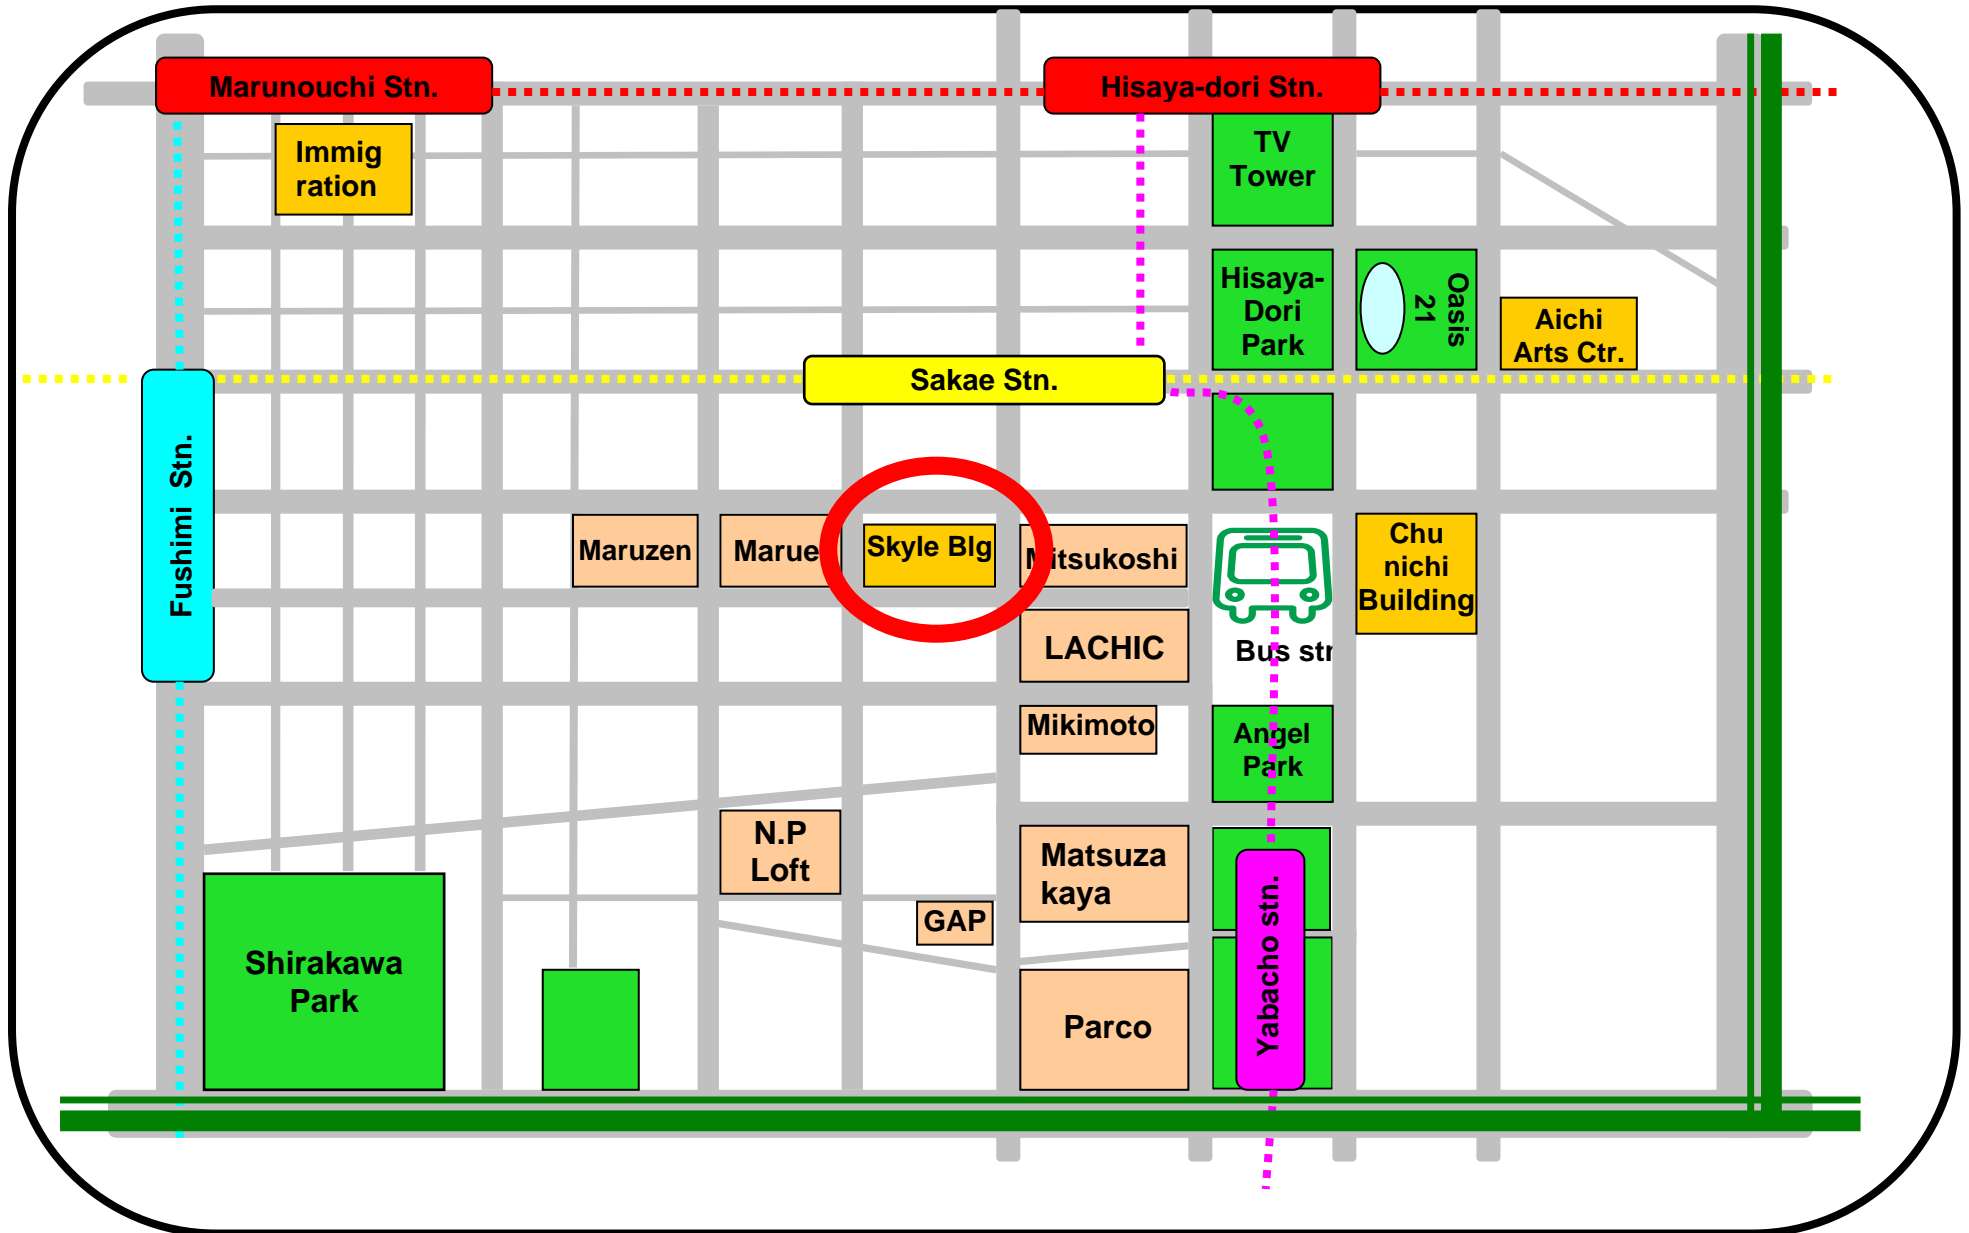 Marunouchi Stn.
Hisaya-dori Stn.
Immig
ration
TV
Tower
Hisaya-
Dori
Park
Oasis
21
Aichi
Arts Ctr.
Sakae Stn.
Fushimi Stn.
Maruzen
Marue
Skyle Blg
Mitsukoshi
Chu
nichi
Building
LACHIC
Bus str
Mikimoto
Angel
Park
N.P
Loft
Matsuza
kaya
GAP
Shirakawa
Park
Parco
Yabacho stn.